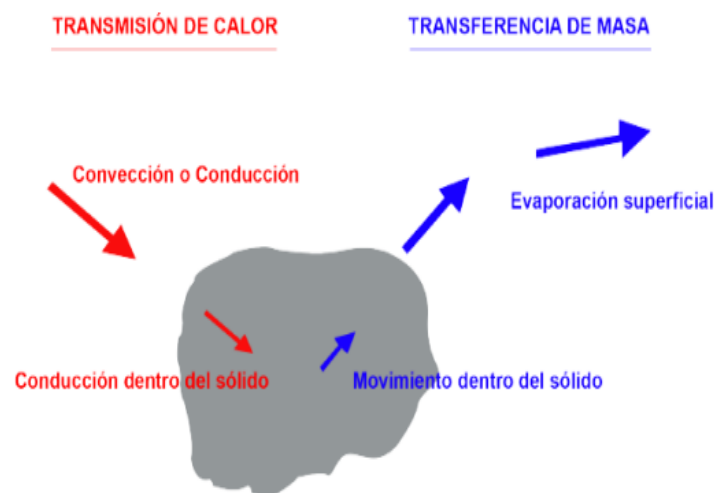 TRANSMISIÓN DE CALOR
TRANSFERENCIA DE MASA
Convección o Conducción
Evaporación superficial
Conducción dentro del sólido
Movimiento dentro del sólido